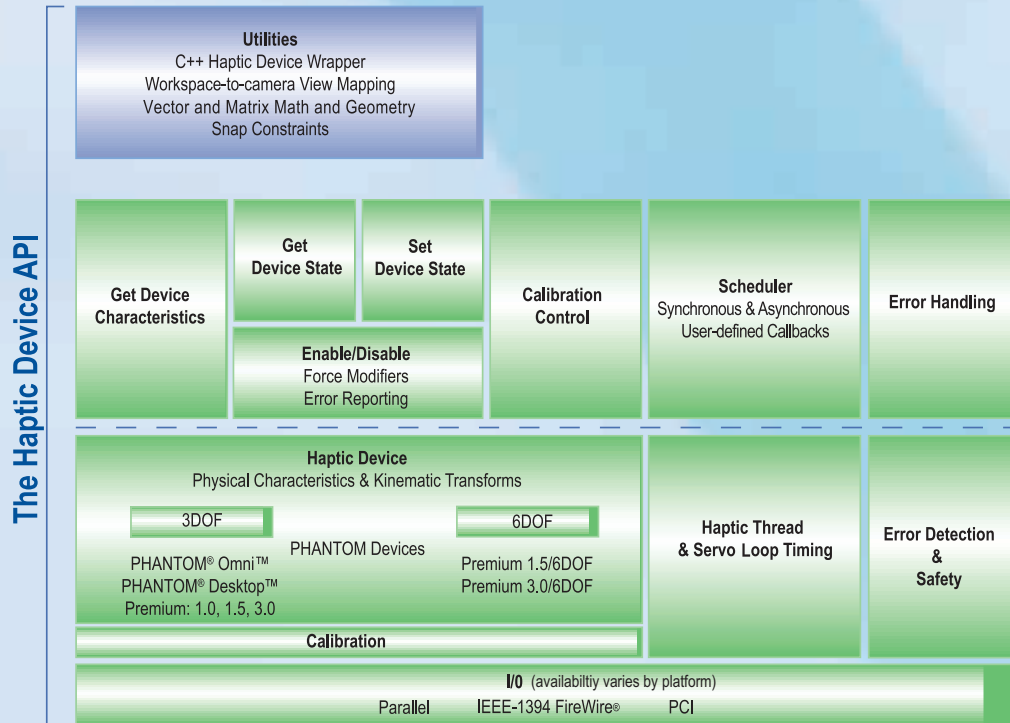 The Haptic Device API
Utilities
C++ Haptic Device Wrapper
Workspace-to-camera View Mapping
Vector and Matrix Math and Geometry
Snap Constraints
Get Device
Characteristics
Get
Device State
Set
Device State
Enable/Disable
Force Modifiers
Error Reporting
Calibration
Control
Scheduler
Synchronous & Asynchronous
User-defined Callbacks
Error Handling
Haptic Device
Physical Characteristics & Kinematic Transforms
3DOF
6DOF
PHANTOM Devices
PHANTOM® Omni™
PHANTOM® Desktop™
Premium: 1.0, 1.5, 3.0
Premium 1.5/6DOF
Premium 3.0/6DOF
Haptic Thread
& Servo Loop Timing
Error Detection
&
Safety
Calibration
I/0 (availabiltiy varies by platform)
Parallel IEEE-1394 FireWire® PCI